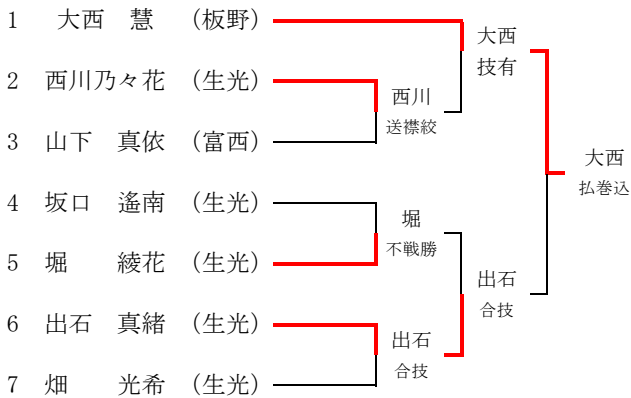 1 大西 慧 (板野)
2 西川乃々花 (生光)
3 山下 真依 (富西)
4 坂口 遙南 (生光)
5 堀 綾花 (生光)
6 出石 真緒 (生光)
7 畑 光希 (生光)
西川
送襟絞
堀
不戦勝
出石
合技
大西
技有
出石
合技
大西
払巻込